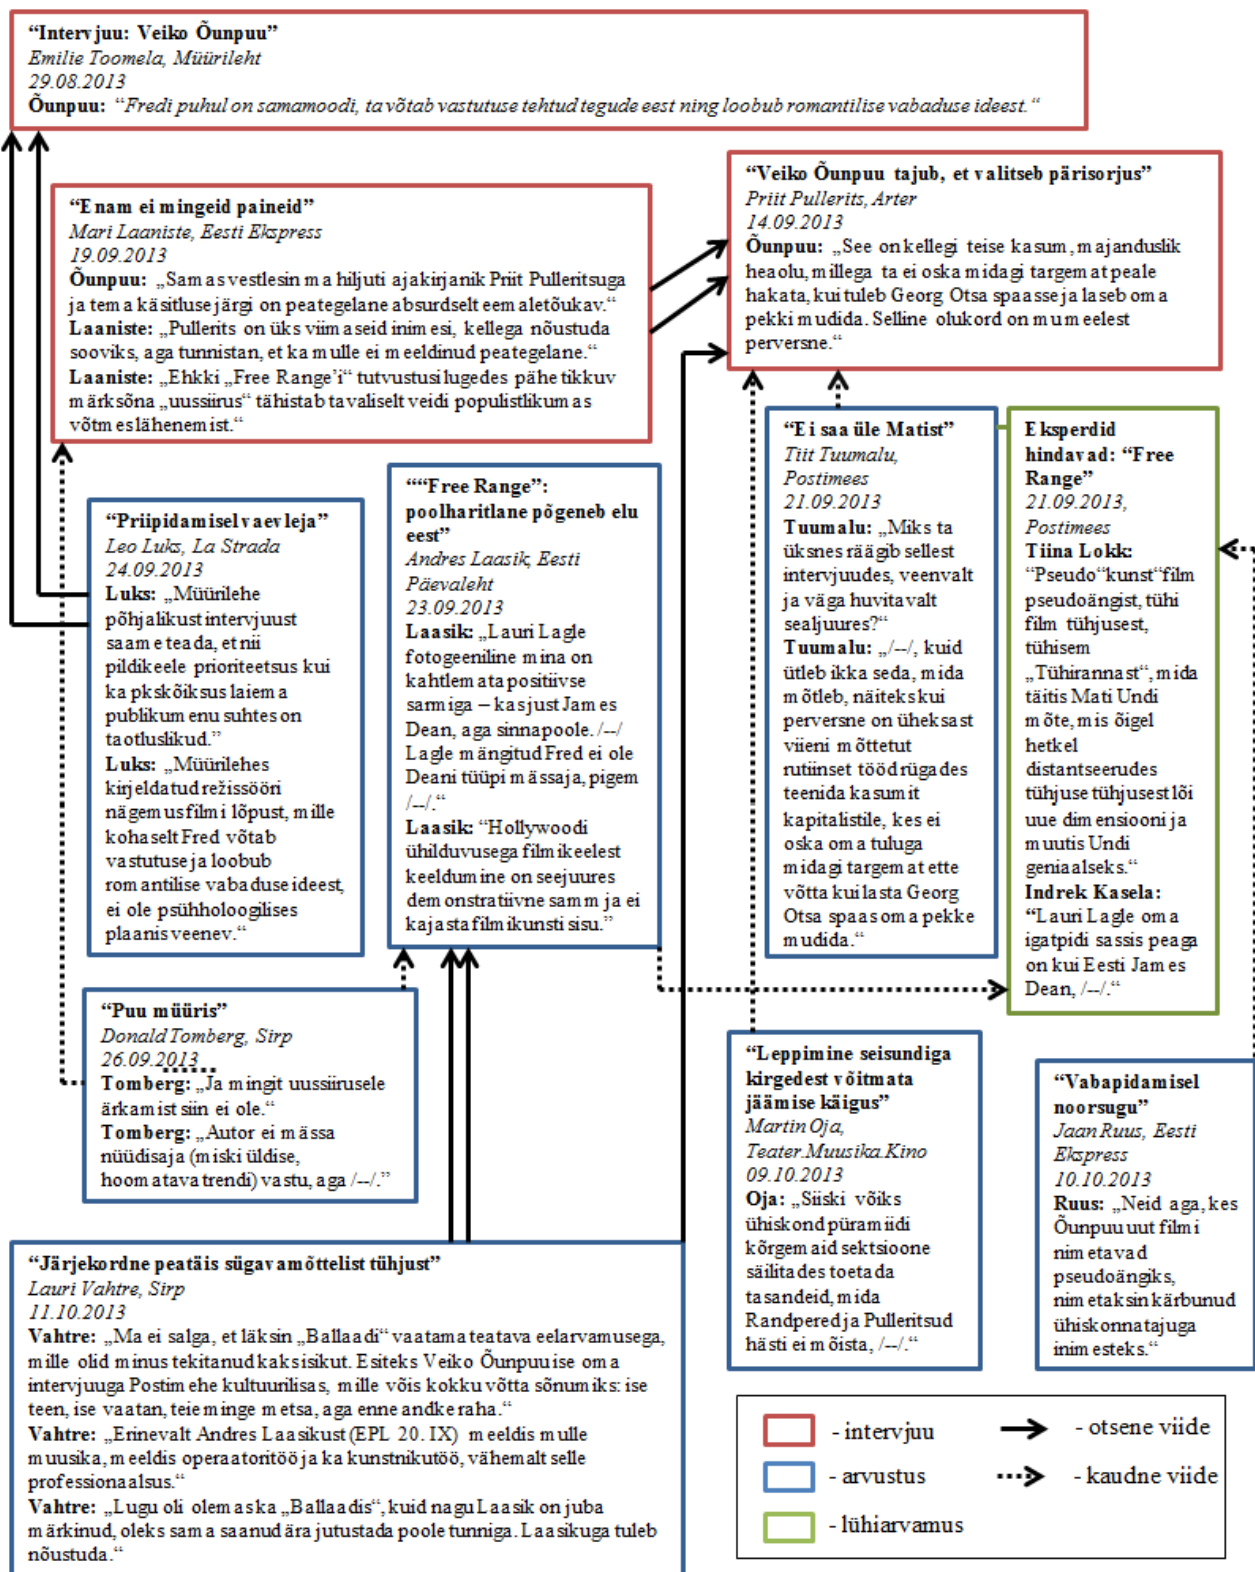 “Intervjuu: Veiko Õunpuu”
Emilie Toomela, Müürileht
29.08.2013
Õunpuu: “Fredi puhul on samamoodi, ta võtab vastutuse tehtud tegude eest ning loobub romantilise vabaduse ideest.“
“Enam ei mingeid paineid”
Mari Laaniste, Eesti Ekspress
19.09.2013
Õunpuu: „Samas vestlesin ma hiljuti ajakirjanik Priit Pulleritsuga
ja tema käsitluse järgi on peategelane absurdselt eemaletõukav.“
Laaniste: „Pullerits on üks viimaseid inimesi, kellega nõustuda
sooviks, aga tunnistan, et ka mulle ei meeldinud peategelane.“
Laaniste: „Ehkki „Free Range’i“ tutvustusi lugedes pähe tikkuv
märksõna „uussiirus“ tähistab tavaliselt veidi populistlikumas
võtmes lähenemist.“
“Veiko Õunpuu tajub, et valitseb pärisorjus”
Priit Pullerits, Arter
14.09.2013
Õunpuu: „See on kellegi teise kasum, majanduslik
heaolu, millega ta ei oska midagi targemat peale
hakata, kui tuleb Georg Otsa spaasse ja laseb oma
pekki mudida. Selline olukord on mu meelest
perversne.“
“Priipidamisel vaevleja”
Leo Luks, La Strada
24.09.2013
Luks: „Müürilehe
põhjalikust intervjuust
saame teada, et nii
pildikeele prioriteetsus kui
ka pkskõiksus laiema
publikumenu suhtes on
taotluslikud.”
Luks: „Müürilehes
kirjeldatud režissööri
nägemus filmi lõpust, mille
kohaselt Fred võtab
vastutuse ja loobub
romantilise vabaduse ideest,
ei ole psühholoogilises
plaanis veenev.“
““Free Range”:
poolharitlane põgeneb elu
eest”
Andres Laasik, Eesti
Päevaleht
23.09.2013
Laasik: „Lauri Lagle
fotogeeniline mina on
kahtlemata positiivse
sarmiga – kas just James
Dean, aga sinnapoole. /--/
Lagle mängitud Fred ei ole
Deani tüüpi mässaja, pigem
/--/.“
Laasik: “Hollywoodi
ühilduvusega filmikeelest
keeldumine on seejuures
demonstratiivne samm ja ei
kajasta filmikunsti sisu.”
“Ei saa üle Matist”
Tiit Tuumalu,
Postimees
21.09.2013
Tuumalu: „Miks ta
üksnes räägib sellest
intervjuudes, veenvalt
ja väga huvitavalt
sealjuures?“
Tuumalu: „/--/, kuid
ütleb ikka seda, mida
mõtleb, näiteks kui
perversne on üheksast
viieni mõttetut
rutiinset tööd rügades
teenida kasumit
kapitalistile, kes ei
oska oma tuluga
midagi targemat ette
võtta kui lasta Georg
Otsa spaas oma pekke
mudida.“
Eksperdid
hindavad: “Free
Range”
21.09.2013,
Postimees
Tiina Lokk:
“Pseudo“kunst“film
pseudoängist, tühi
film tühjusest,
tühisem
„Tühirannast“, mida
täitis Mati Undi
mõte, mis õigel
hetkel
distantseerudes
tühjuse tühjusest lõi
uue dimensiooni ja
muutis Undi
geniaalseks.“
Indrek Kasela:
“Lauri Lagle oma
igatpidi sassis peaga
on kui Eesti James
Dean, /--/.“
“Puu müüris”
Donald Tomberg, Sirp
26.09.2013
Tomberg: „Ja mingit uussiirusele
ärkamist siin ei ole.“
Tomberg: „Autor ei mässa
nüüdisaja (miski üldise,
hoomatava trendi) vastu, aga /--/.”
“Leppimine seisundiga
kirgedest võitmata
jäämise käigus”
Martin Oja,
Teater.Muusika.Kino
09.10.2013
Oja: „Siiski võiks
ühiskond püramiidi
kõrgemaid sektsioone
säilitades toetada
tasandeid, mida
Randpered ja Pulleritsud
hästi ei mõista, /--/.“
“Vabapidamisel
noorsugu”
Jaan Ruus, Eesti
Ekspress
10.10.2013
Ruus: „Neid aga, kes
Õunpuu uut filmi
nimetavad
pseudoängiks,
nimetaksin kärbunud
ühiskonnatajuga
inimesteks.“
“Järjekordne peatäis sügavamõttelist tühjust”
Lauri Vahtre, Sirp
11.10.2013
Vahtre: „Ma ei salga, et läksin „Ballaadi“ vaatama teatava eelarvamusega,
mille olid minus tekitanud kaks isikut. Esiteks Veiko Õunpuu ise oma
intervjuuga Postimehe kultuurilisas, mille võis kokku võtta sõnumiks: ise
teen, ise vaatan, teie minge metsa, aga enne andke raha.“
Vahtre: „Erinevalt Andres Laasikust (EPL 20. IX) meeldis mulle
muusika, meeldis operaatoritöö ja ka kunstnikutöö, vähemalt selle
professionaalsus.“
Vahtre: „Lugu oli olemas ka „Ballaadis“, kuid nagu Laasik on juba
märkinud, oleks sama saanud ära jutustada poole tunniga. Laasikuga tuleb
nõustuda.“
- intervjuu
- otsene viide
- arvustus
- kaudne viide
- lühiarvamus